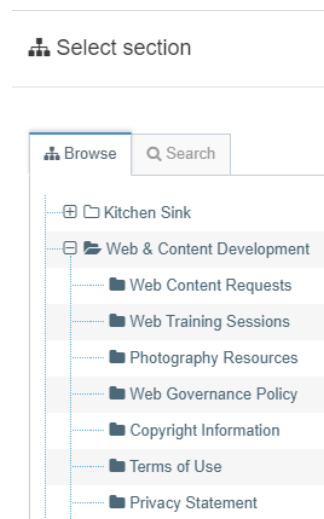 Select section
Browse
Search
Kitchen Sink
Web & Content Development
Web Content Requests
Web Training Sessions
Photography Resources
Web Governance Policy
Copyright Information
Terms of Use
Privacy Statement